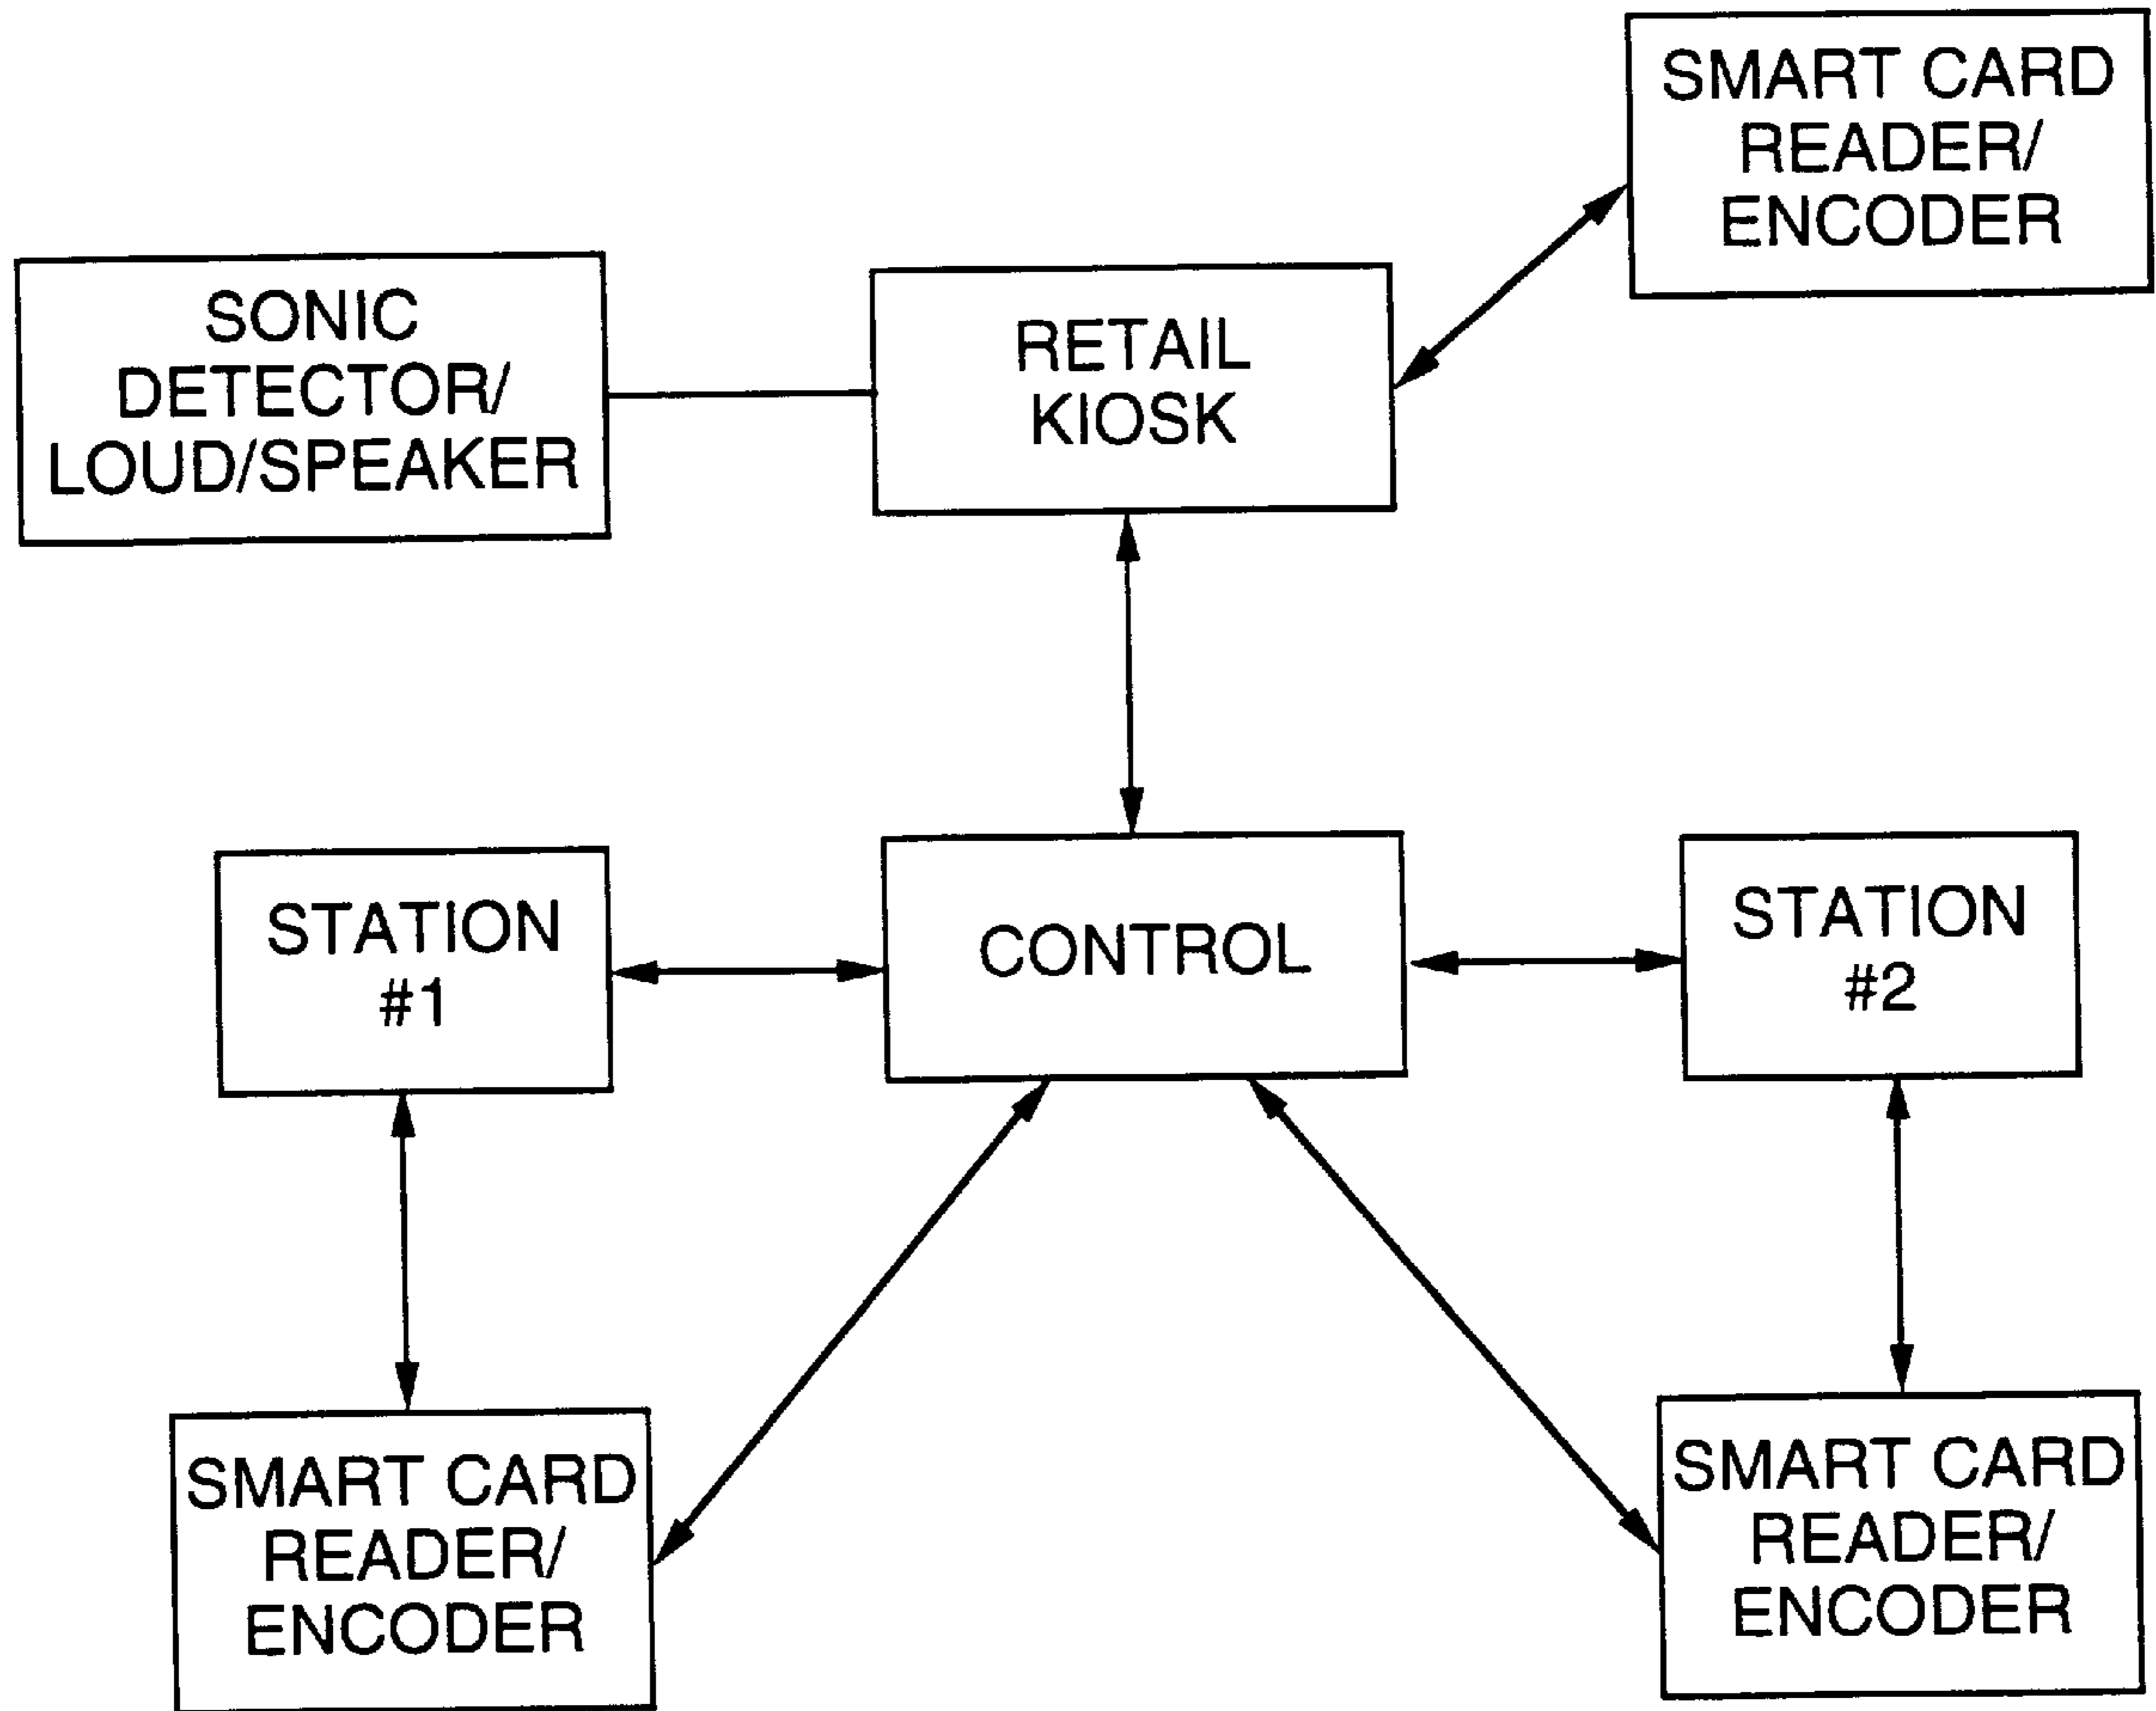 SMART CARD
READER/
ENCODER
SONIC
DETECTOR/
LOUD/SPEAKER
RETAIL
KIOSK
STATION
#1
CONTROL
STATION
#2
SMART CARD
READER/
ENCODER
SMART CARD
READER/
ENCODER